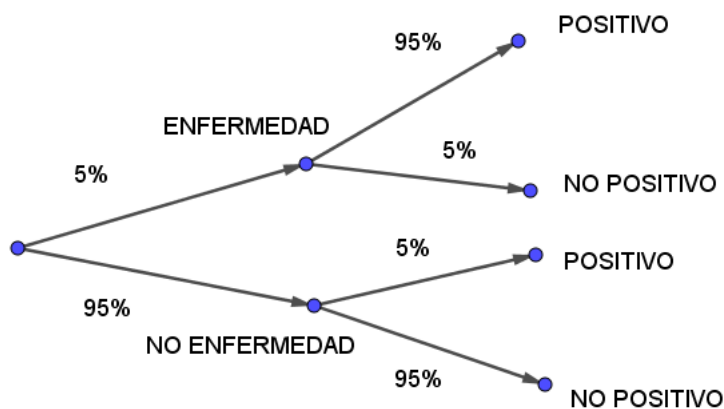 POSITIVO
95%
ENFERMEDAD
5%
5%
NO POSITIVO
5%
POSITIVO
95%
NO ENFERMEDAD
95%
NO POSITIVO